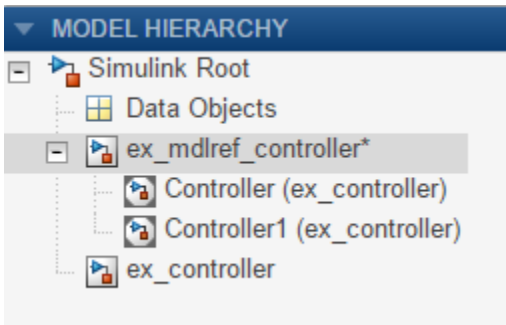 MODEL HIERARCHY
Simulink Root
Data Objects
ex_mdlref_controller*
Controller (ex_controller)
Controller1 (ex_controller)
ex_controller